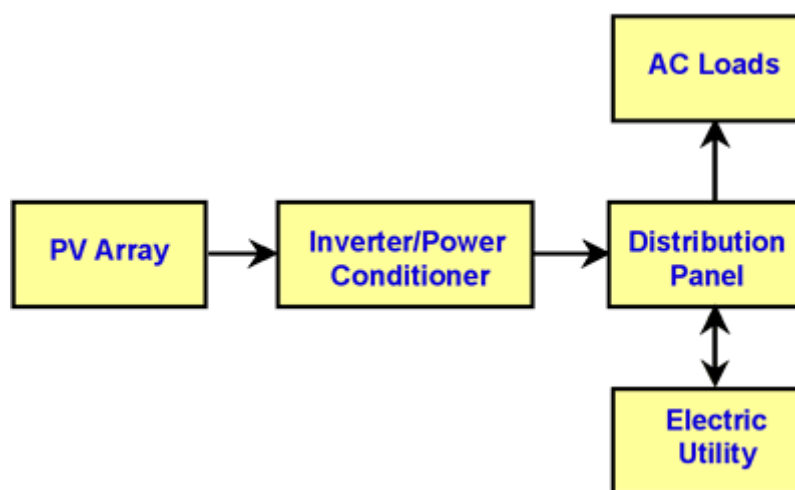 AC Loads
PV Array
Inverter/Power
Conditioner
Distribution
Panel
Electric
Utility